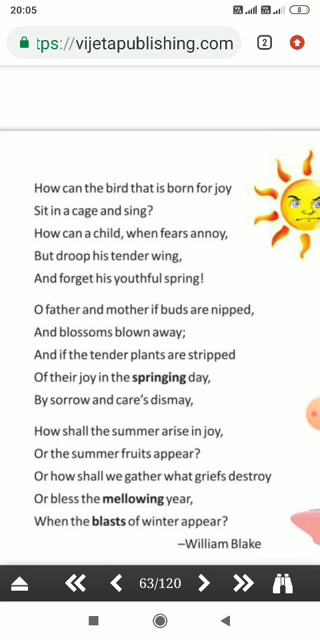 20:05
8
tps://vijetapublishing.com
2
How can the bird that is born for joy
Sit in a cage and sing?
How can a child, when fears annoy,
But droop his tender wing,
And forget his youthful spring!
O father and mother if buds are nipped,
And blossoms blown away;
And if the tender plants are stripped
Of their joy in the springing day,
By sorrow and care's dismay,
How shall the summer arise in joy,
Or the summer fruits appear?
Or how shall we gather what griefs destroy
Or bless the mellowing year,
When the blasts of winter appear?
–William Blake
63/120